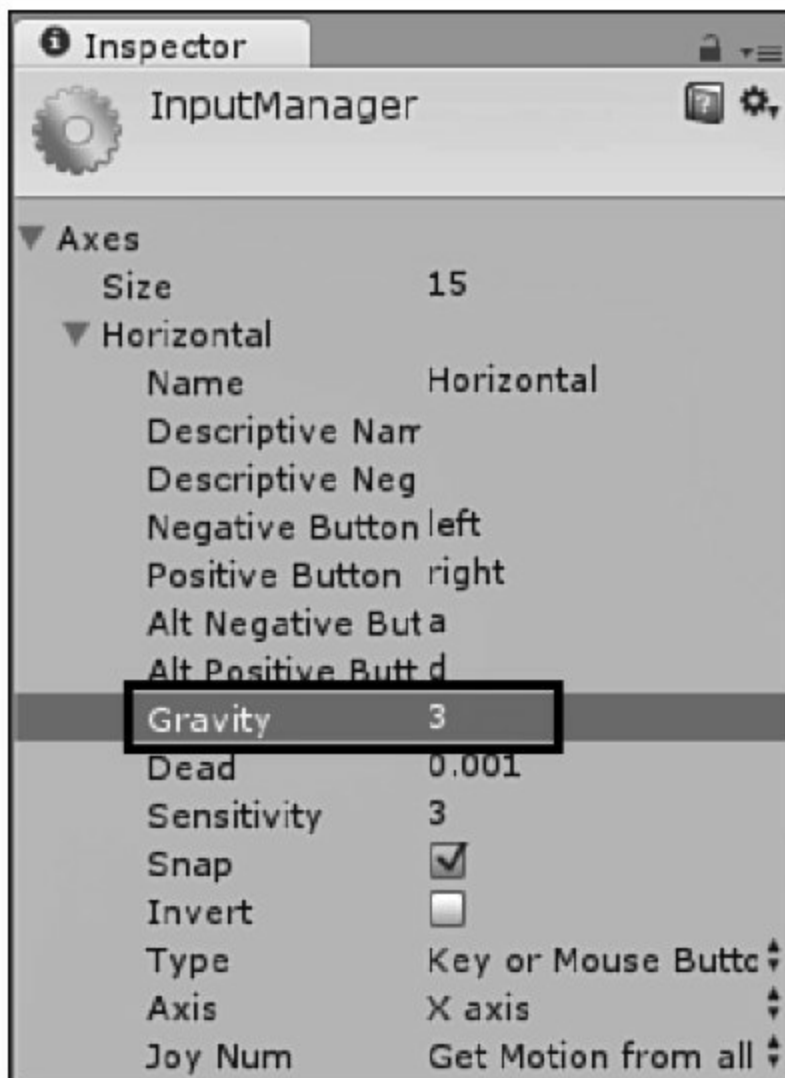 Inspector
InputManager
Axes
Size 15
Horizontal
Name Horizontal
Descriptive Nam
Descriptive Neg
Negative Button left
Positive Button right
Alt Negative But a
Alt Positive Butt d
Gravity 3
Dead 0.001
Sensitivity 3
Snap
Invert
Type Key or Mouse Butto
Axis X axis
Joy Num Get Motion from all